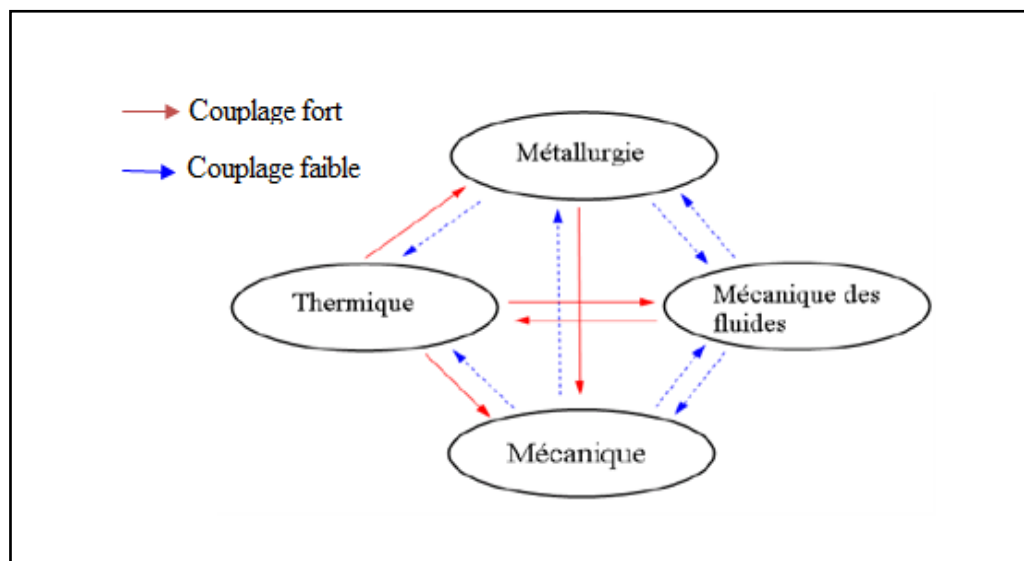 Couplage fort
Couplage faible
Métallurgie
Thermique
Mécanique des
fluides
Mécanique